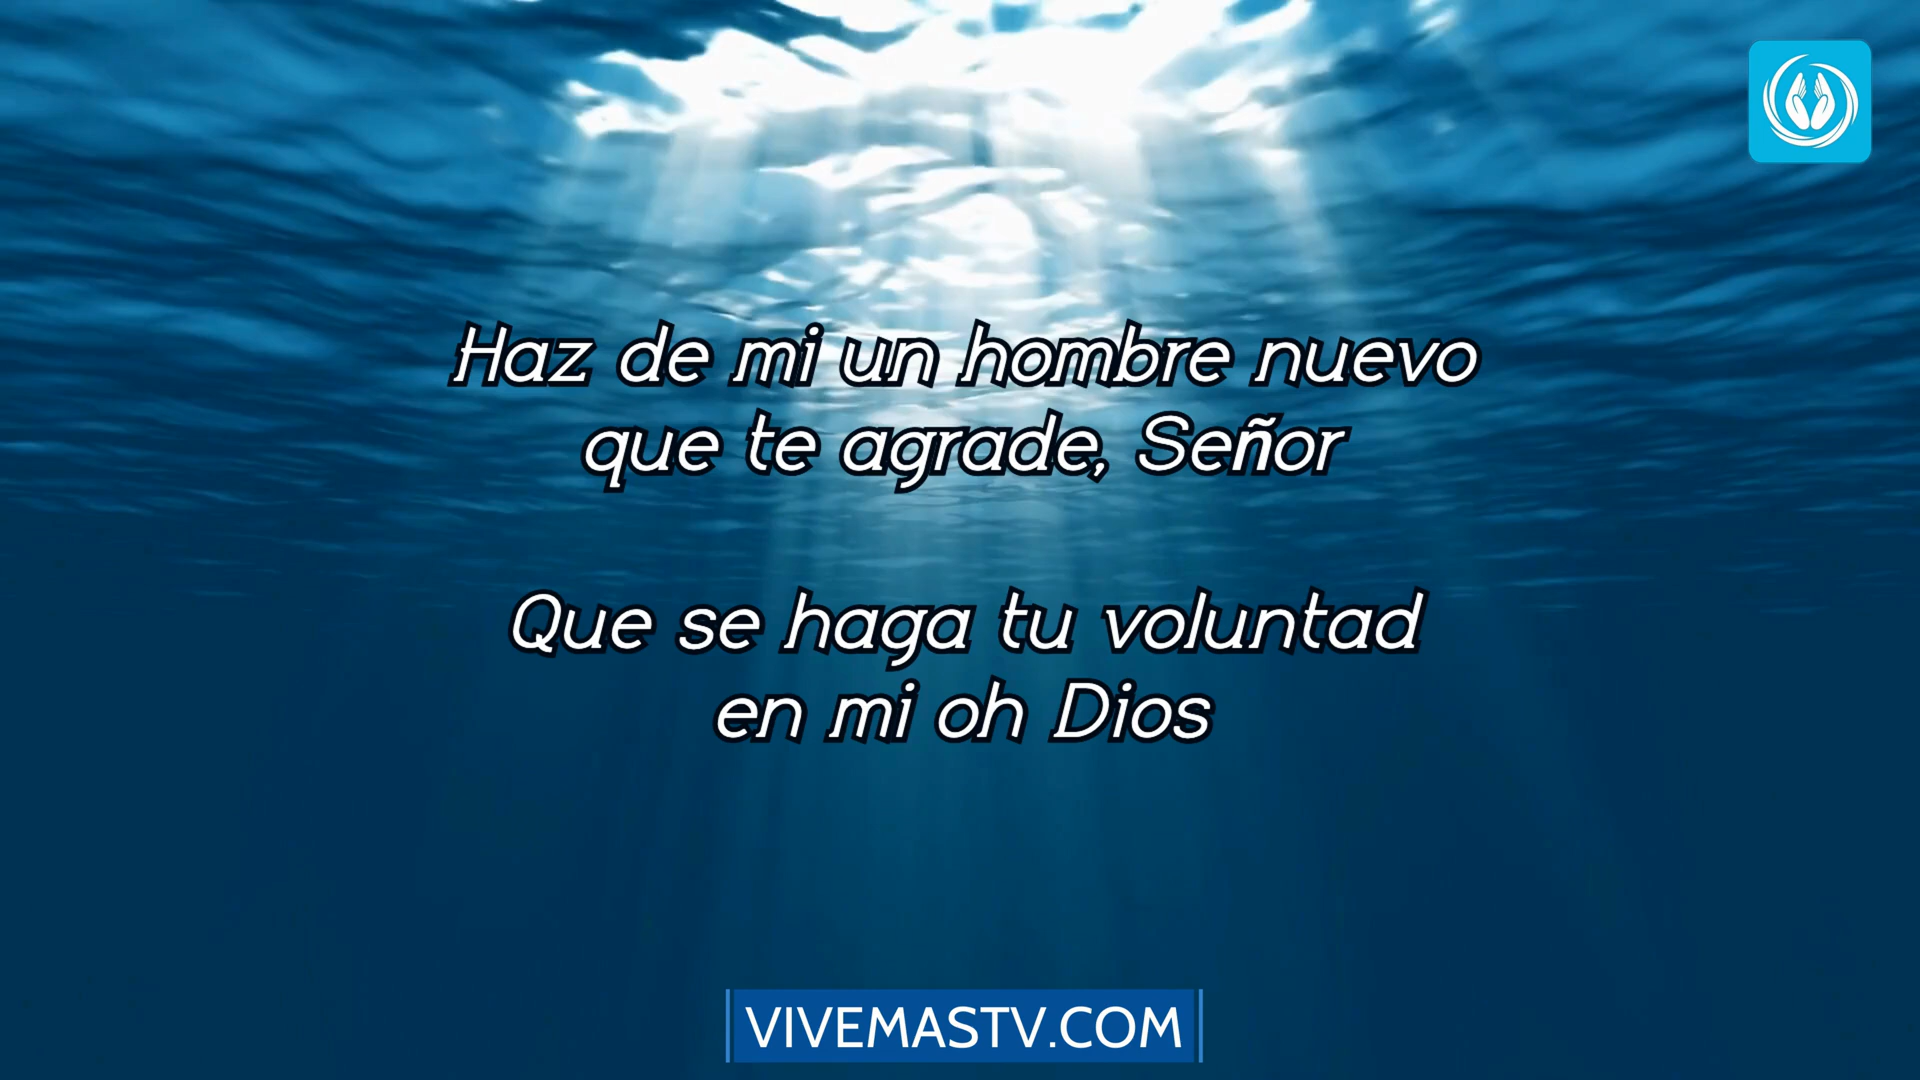 Haz de mi un hombre nuevo
que te agrade, Señor
Que se haga tu voluntad
en mi oh Dios
VIVEMASTV.COM